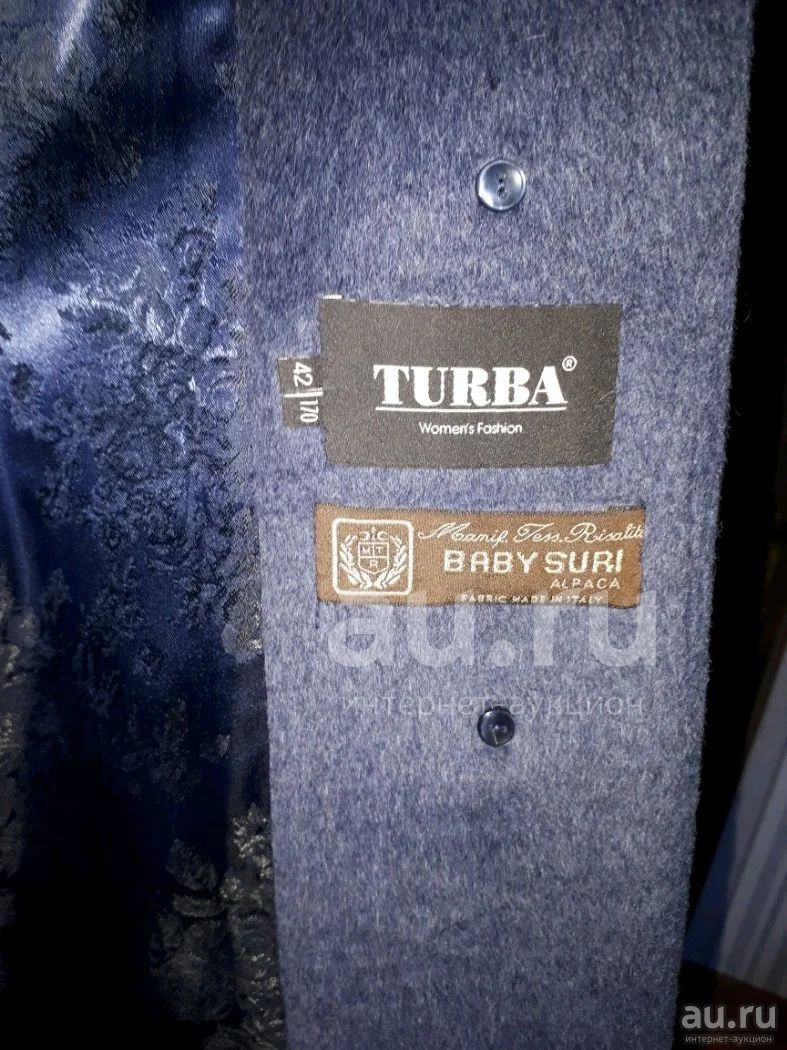 42 | 170
TURBA®
Women's Fashion
Manif. Tess. Risaliti
MTR
BABY SURI
ALPACA
FABRIC MADE IN ITALY
au.ru
интернет-аукцион
au.ru
интернет-аукцион